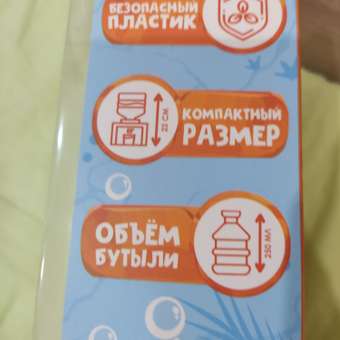 БЕЗОПАСНЫЙ
ПЛАСТИК
22 СМ
КОМПАКТНЫЙ
РАЗМЕР
ОБЪЁМ
БУТЫЛИ
250 МЛ